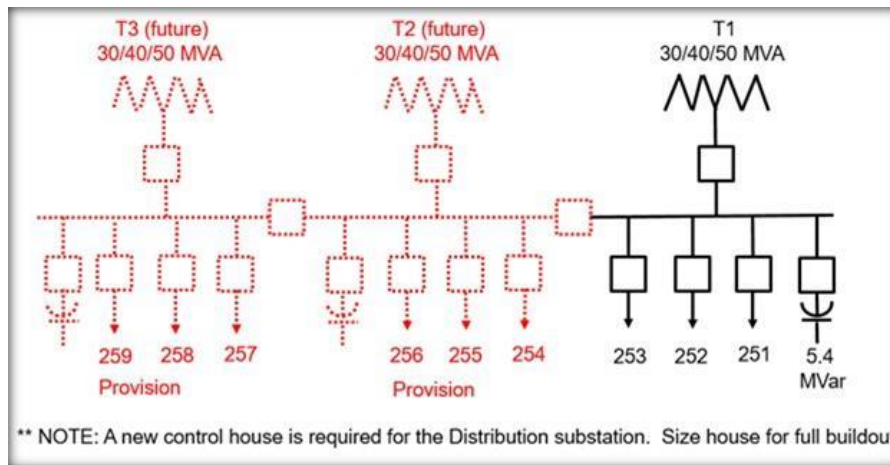 T3 (future)
30/40/50 MVA
T2 (future)
30/40/50 MVA
T1
30/40/50 MVA
259 258 257
Provision
256 255 254
Provision
253 252 251
5.4
MVar
** NOTE: A new control house is required for the Distribution substation. Size house for full